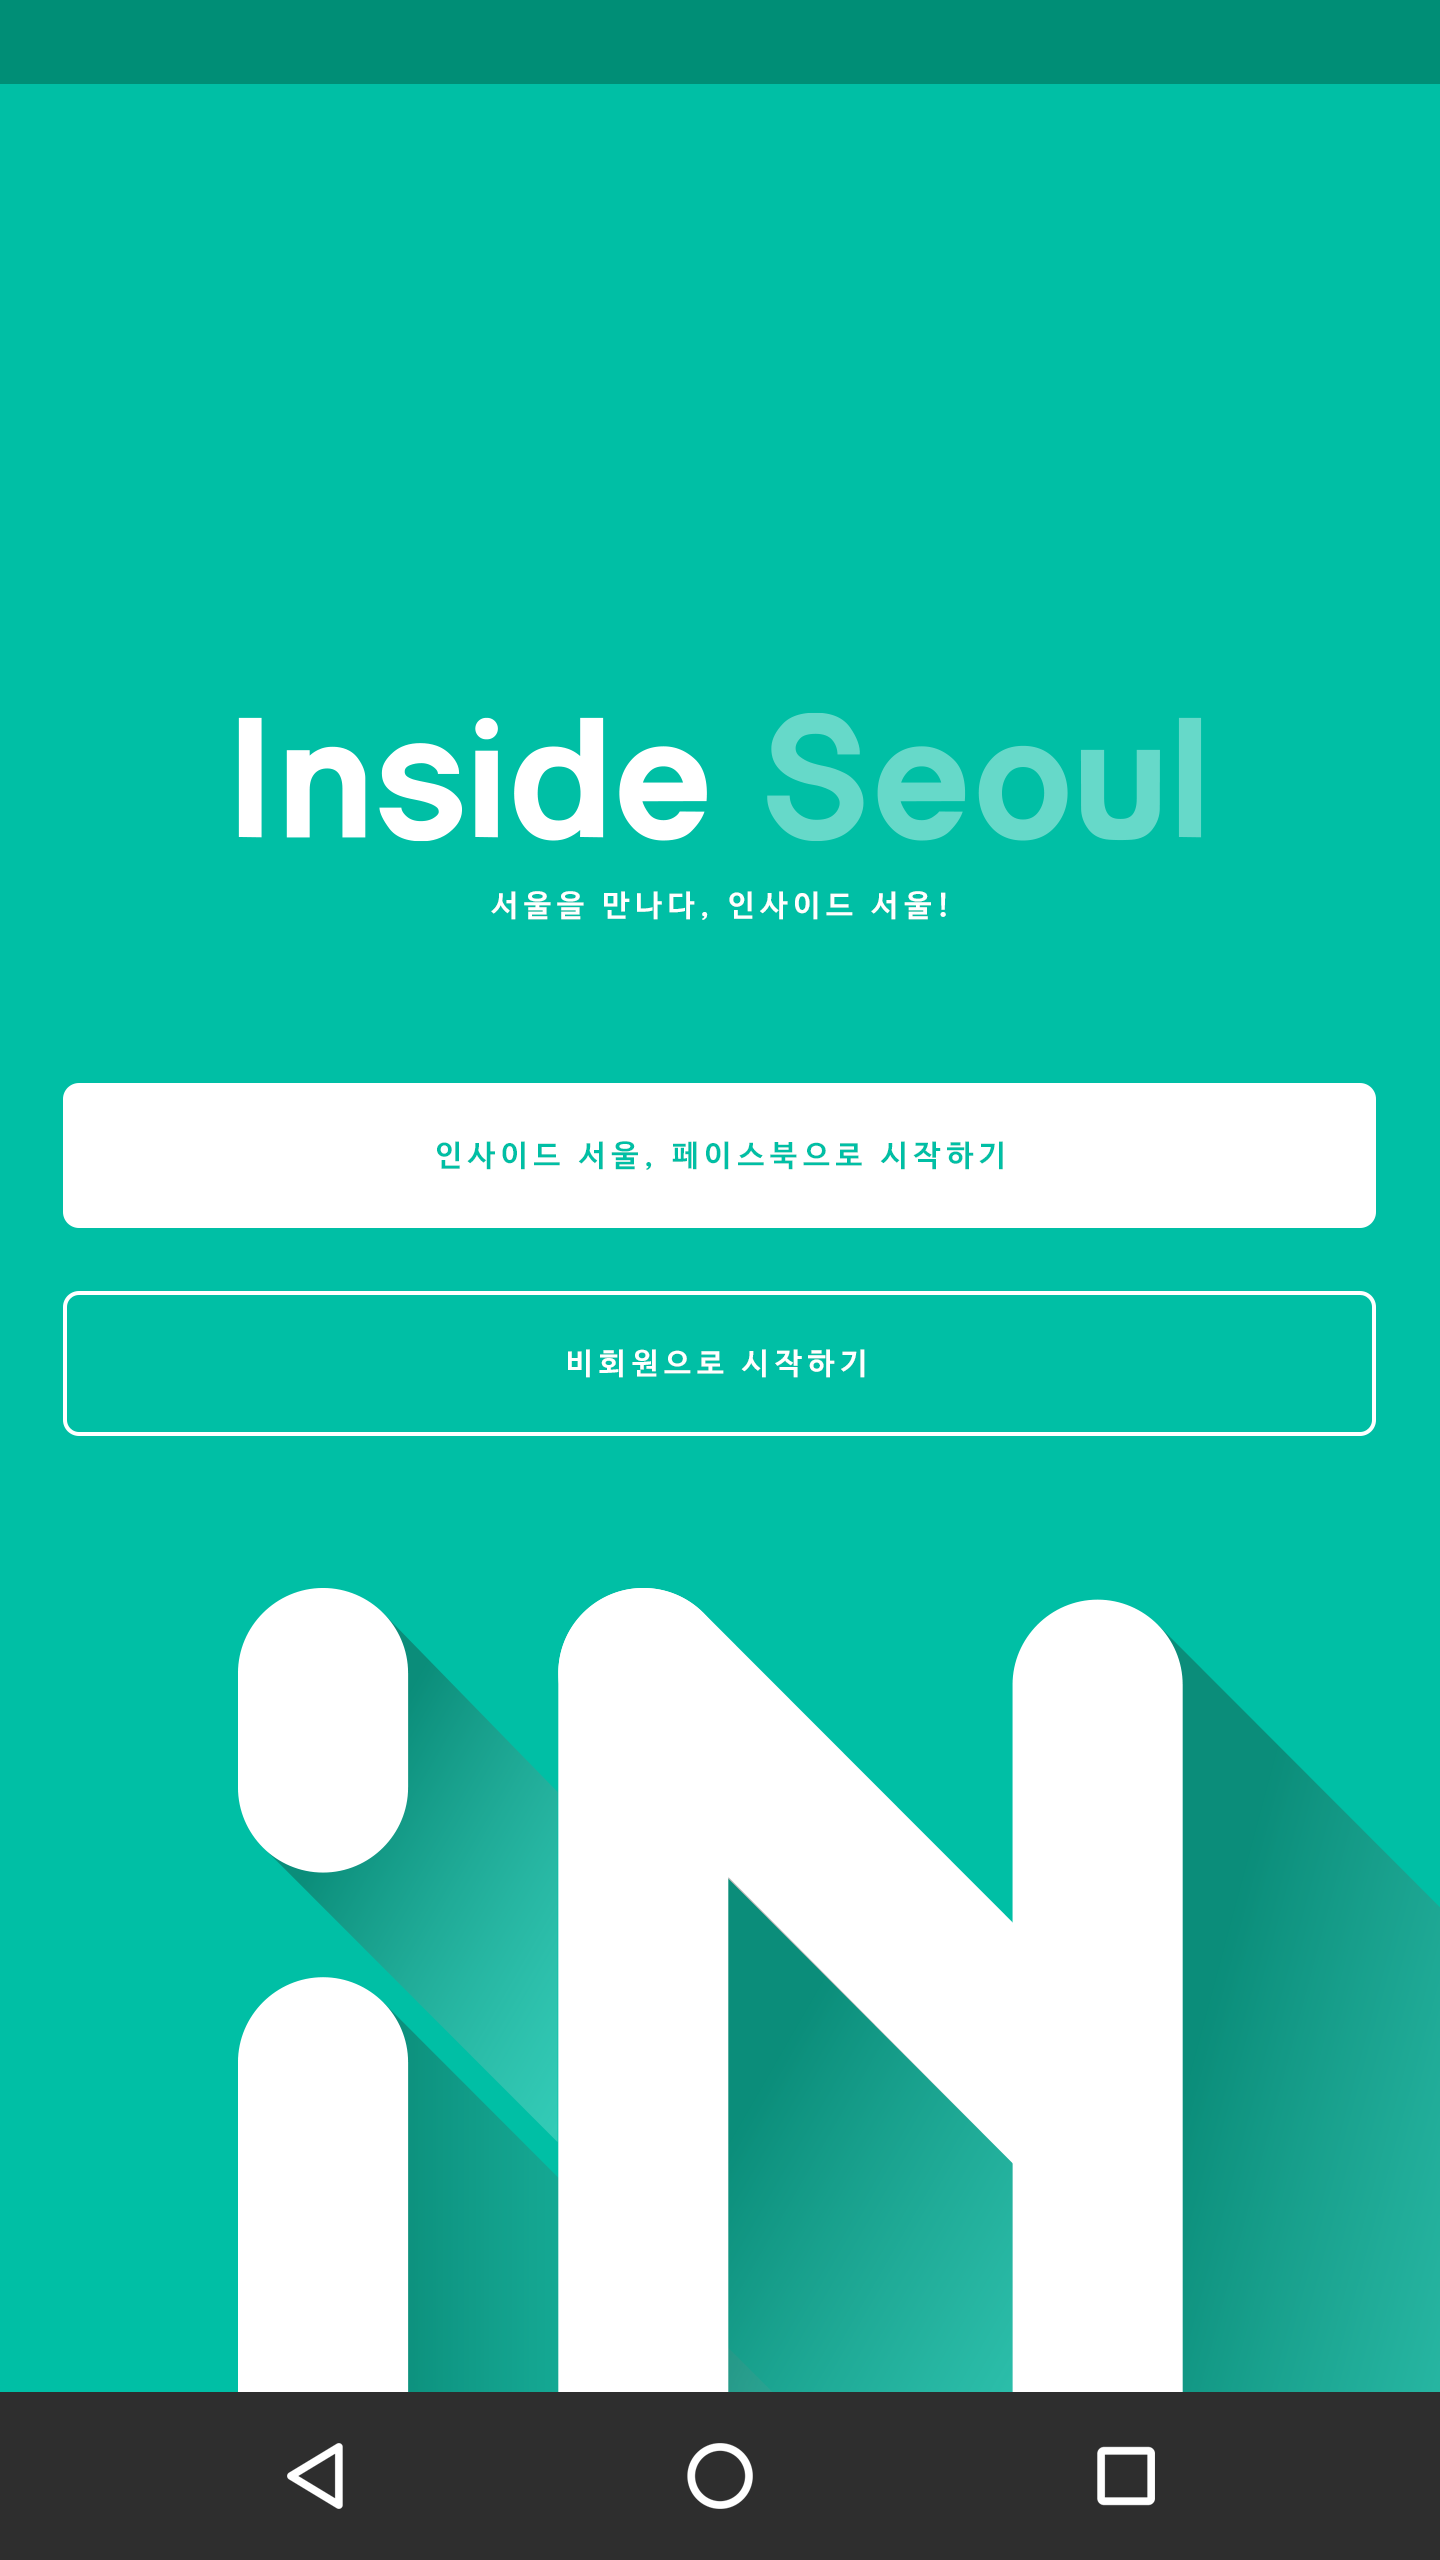 Inside Seoul
서울을 만나다, 인사이드 서울!
인사이드 서울, 페이스북으로 시작하기
비회원으로 시작하기
iN